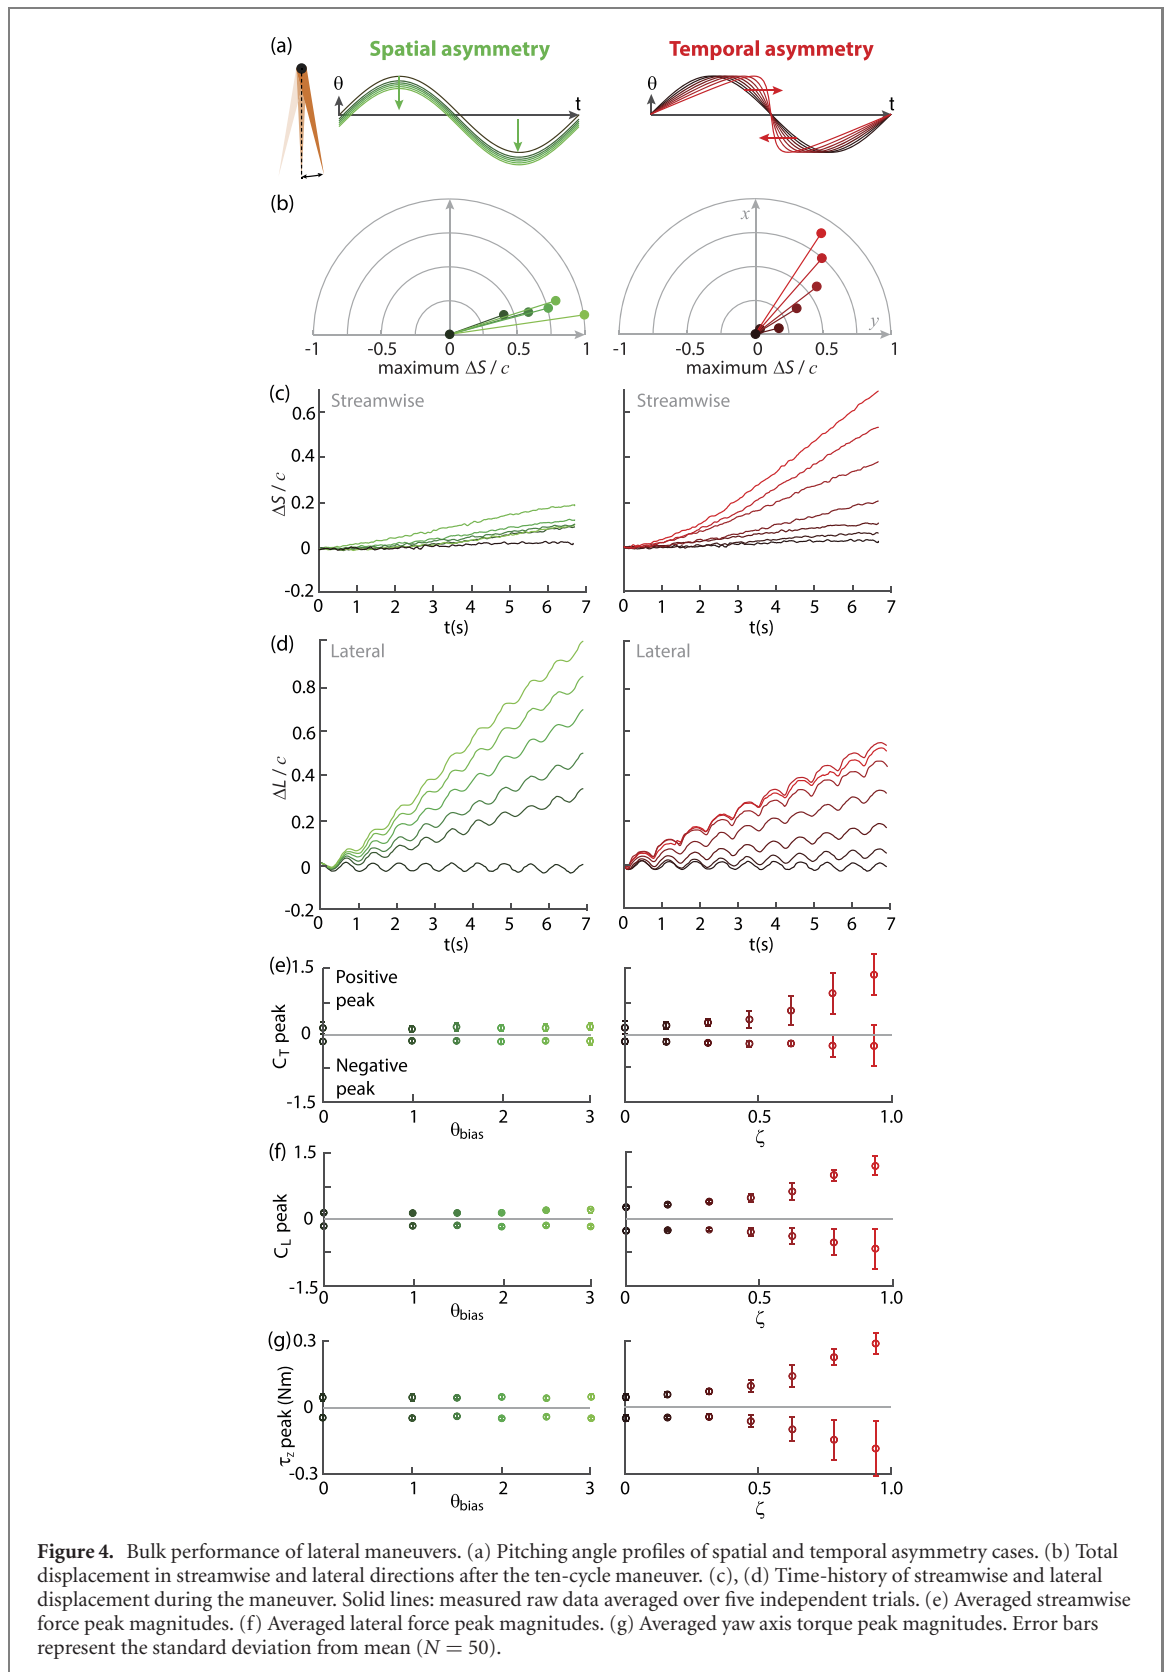 (a)
Spatial asymmetry
Temporal asymmetry
θ
t
θ
t
(b)
x
y
-1
-0.5
0
0.5
1
-1
-0.5
0
0.5
1
maximum ΔS / c
maximum ΔS / c
(c)
Streamwise
Streamwise
0.6
0.4
0.2
0
-0.2
ΔS / c
0 1 2 3 4 5 6 7
0 1 2 3 4 5 6 7
t(s)
t(s)
(d)
Lateral
Lateral
0.8
0.6
0.4
0.2
0
-0.2
ΔL / c
0 1 2 3 4 5 6 7
0 1 2 3 4 5 6 7
t(s)
t(s)
(e)
1.5
0
-1.5
C_T peak
Positive
peak
Negative
peak
0 1 2 3
0 0.5 1.0
θ_bias
ζ
(f)
1.5
0
-1.5
C_L peak
0 1 2 3
0 0.5 1.0
θ_bias
ζ
(g)
0.3
0
-0.3
τ_z peak (Nm)
0 1 2 3
0 0.5 1.0
θ_bias
ζ
Figure 4. Bulk performance of lateral maneuvers. (a) Pitching angle profiles of spatial and temporal asymmetry cases. (b) Total
displacement in streamwise and lateral directions after the ten-cycle maneuver. (c), (d) Time-history of streamwise and lateral
displacement during the maneuver. Solid lines: measured raw data averaged over five independent trials. (e) Averaged streamwise
force peak magnitudes. (f) Averaged lateral force peak magnitudes. (g) Averaged yaw axis torque peak magnitudes. Error bars
represent the standard deviation from mean (N = 50).